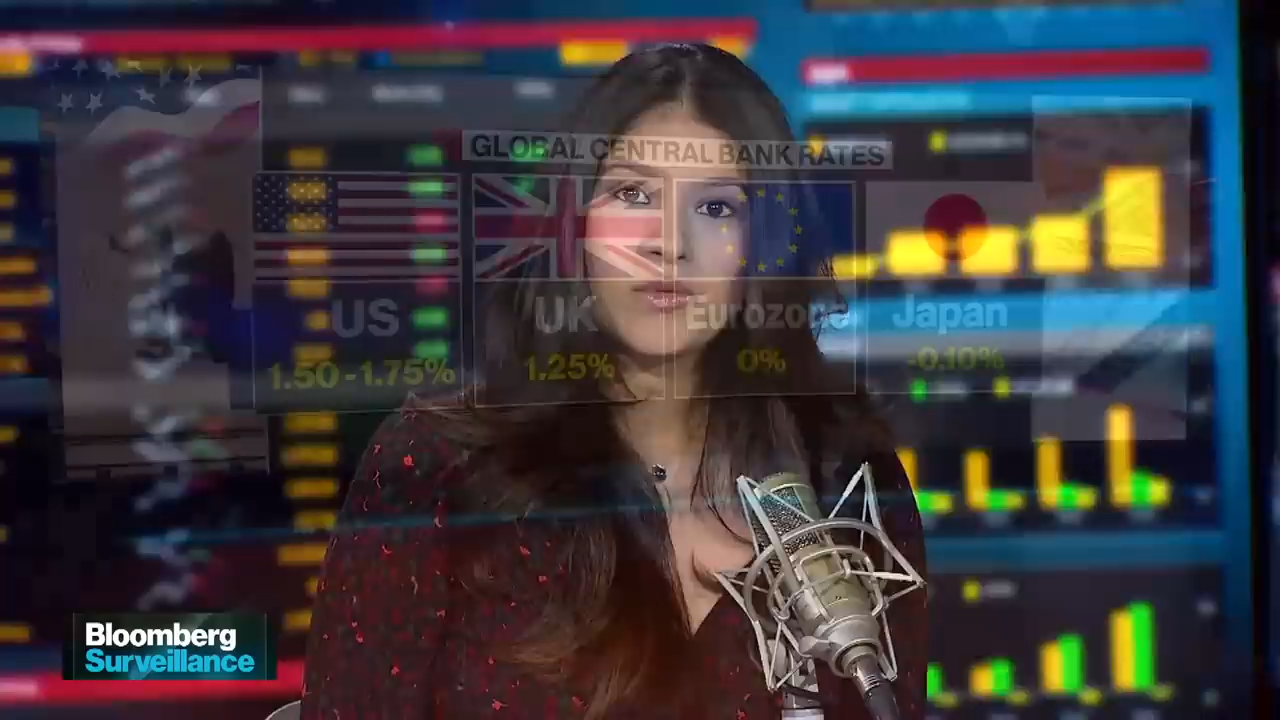 GLOBAL CENTRAL BANK RATES
US
UK
Eurozone
Japan
1.50-1.75%
1.25%
0%
-0.10%
Bloomberg
Surveillance